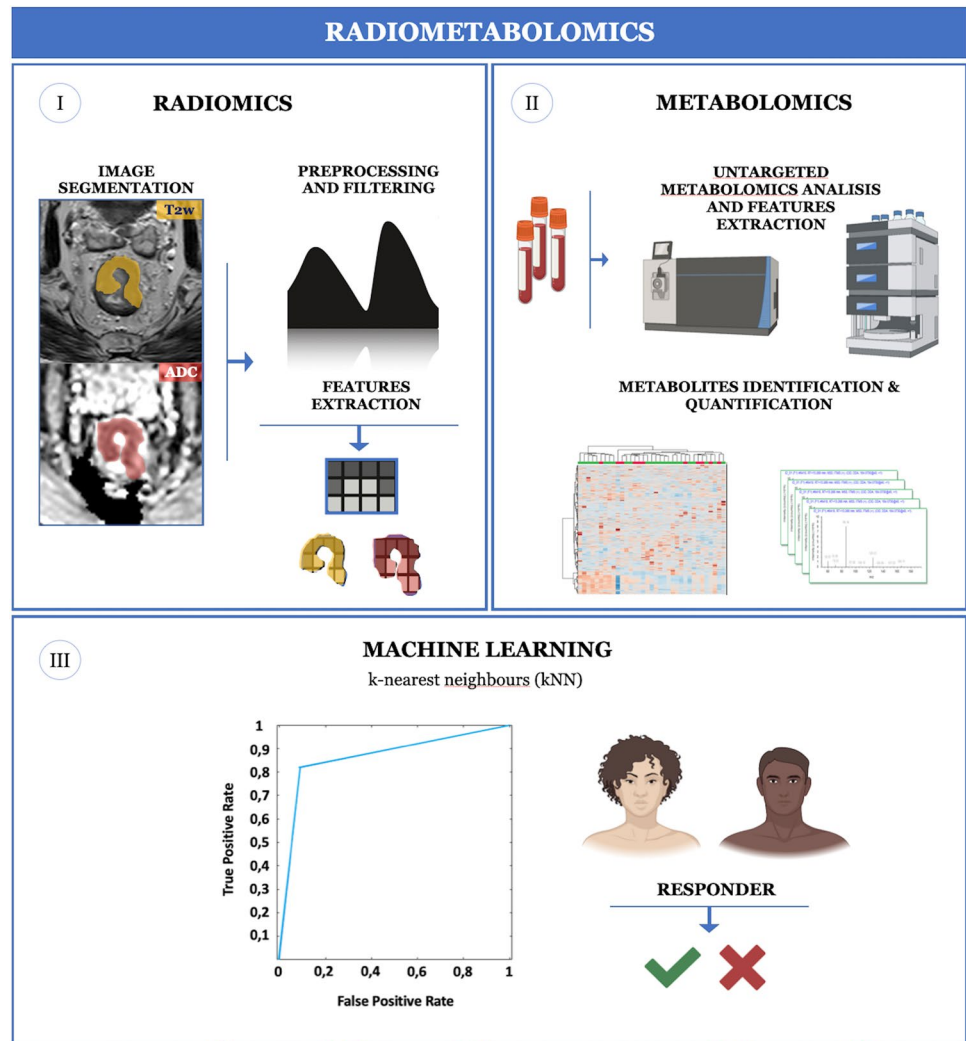 RADIOMETABOLOMICS
I
RADIOMICS
IMAGE
SEGMENTATION
T2w
ADC
PREPROCESSING
AND FILTERING
FEATURES
EXTRACTION
II
METABOLOMICS
UNTARGETED
METABOLOMICS ANALISIS
AND FEATURES
EXTRACTION
METABOLITES IDENTIFICATION &
QUANTIFICATION
III
MACHINE LEARNING
k-nearest neighbours (kNN)
True Positive Rate
1
0,9
0,8
0,7
0,6
0,5
0,4
0,3
0,2
0,1
0 0,2 0,4 0,6 0,8 1
False Positive Rate
RESPONDER